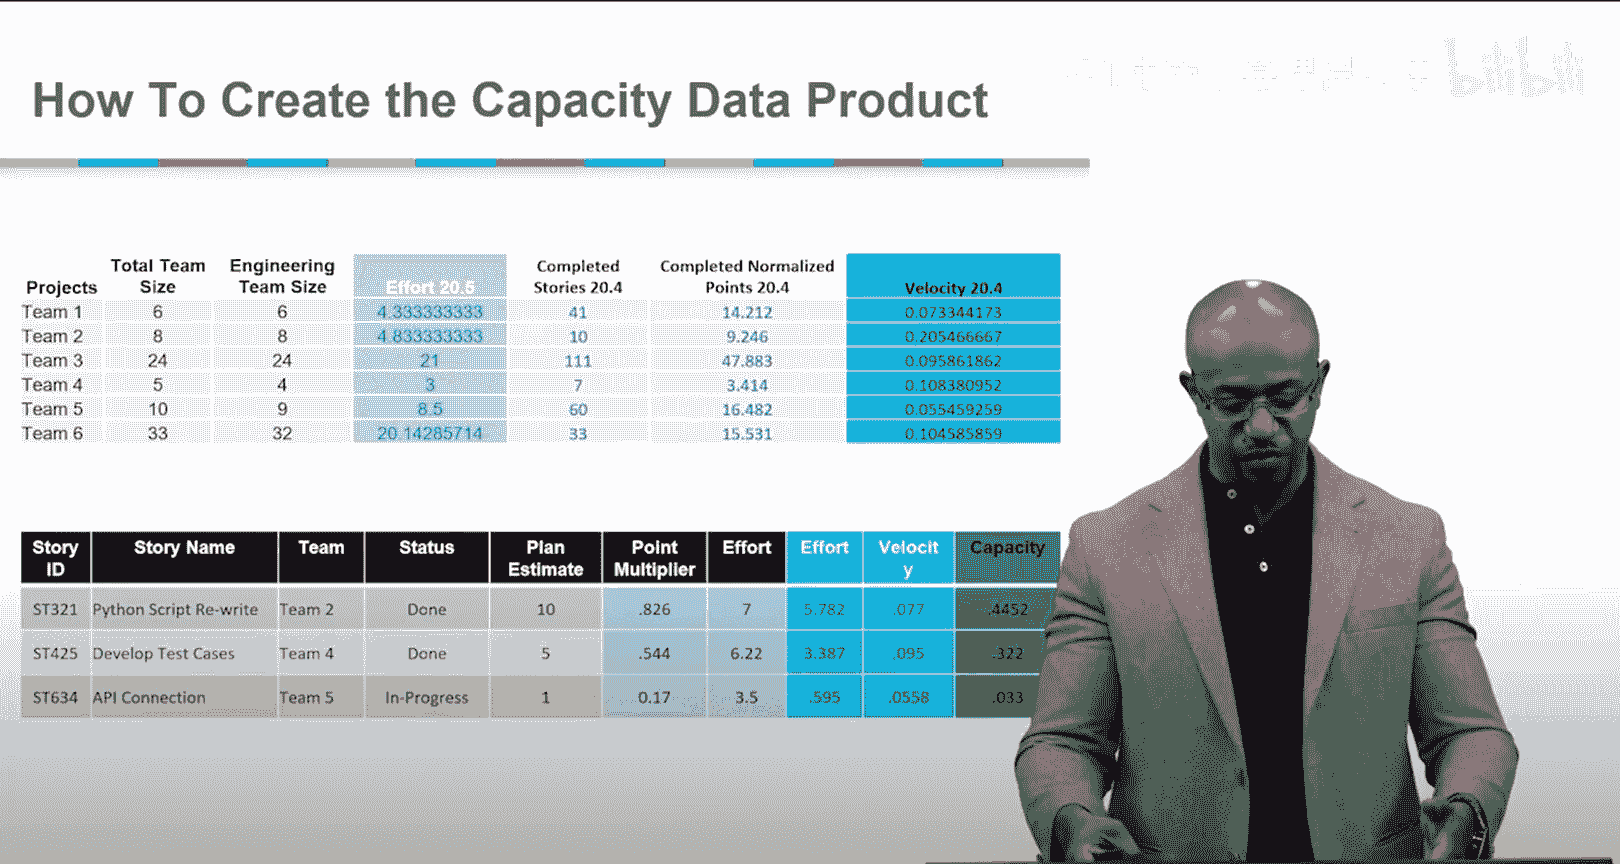 bilibili
How To Create the Capacity Data Product
Projects Total Team Size Engineering Team Size Effort 20.5 Completed Stories 20.4 Completed Normalized Points 20.4 Velocity 20.4
Team 1 6 6 4.333333333 41 14.212 0.073344173
Team 2 8 8 4.833333333 10 9.246 0.205466667
Team 3 24 24 21 111 47.883 0.095861862
Team 4 5 4 3 7 3.414 0.108380952
Team 5 10 9 8.5 60 16.482 0.055459259
Team 6 33 32 20.14285714 33 15.531 0.104585859
Story ID Story Name Team Status Plan Estimate Point Multiplier Effort Effort Velocit y Capacity
ST321 Python Script Re-write Team 2 Done 10 .826 7 5.782 .077 .4452
ST425 Develop Test Cases Team 4 Done 5 .544 6.22 3.387 .095 .322
ST634 API Connection Team 5 In-Progress 1 0.17 3.5 .595 .0558 .033